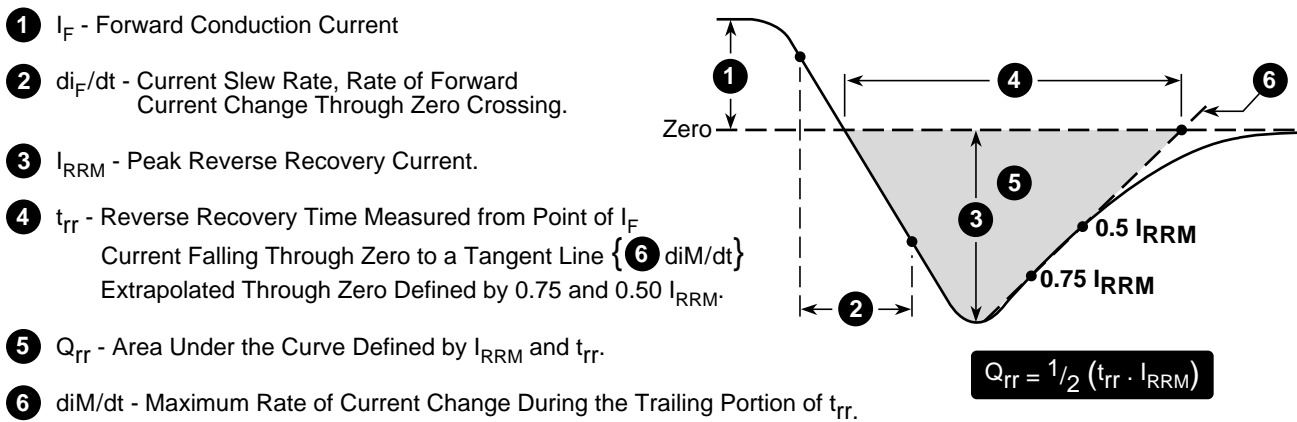 1 I_F - Forward Conduction Current
2 di_F/dt - Current Slew Rate, Rate of Forward
Current Change Through Zero Crossing.
3 I_RRM - Peak Reverse Recovery Current.
4 t_rr - Reverse Recovery Time Measured from Point of I_F
Current Falling Through Zero to a Tangent Line { 6 diM/dt}
Extrapolated Through Zero Defined by 0.75 and 0.50 I_RRM.
5 Q_rr - Area Under the Curve Defined by I_RRM and t_rr.
6 diM/dt - Maximum Rate of Current Change During the Trailing Portion of t_rr.
1
4
6
Zero
5
3
0.5 I_RRM
0.75 I_RRM
2
Q_rr = 1/2 (t_rr . I_RRM)